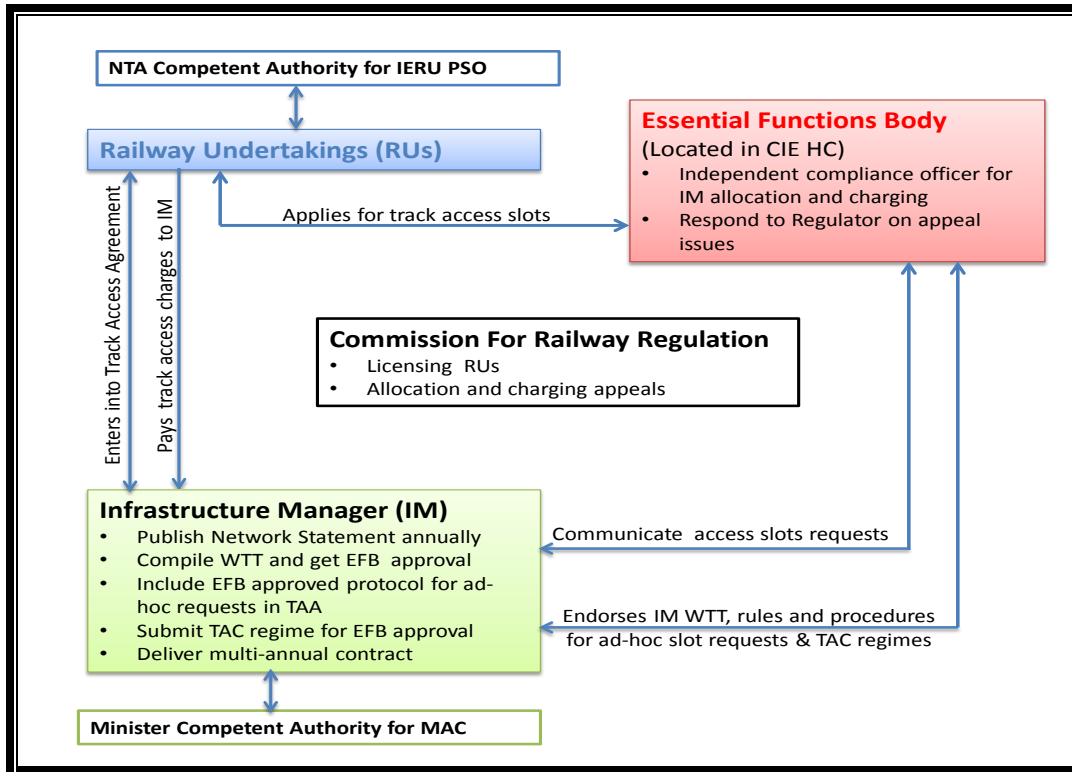 NTA Competent Authority for IERU PSO
Railway Undertakings (RUs)
Essential Functions Body
(Located in CIE HC)
• Independent compliance officer for
IM allocation and charging
• Respond to Regulator on appeal
issues
Applies for track access slots
Enters into Track Access Agreement
Pays track access charges to IM
Commission For Railway Regulation
• Licensing RUs
• Allocation and charging appeals
Infrastructure Manager (IM)
• Publish Network Statement annually
• Compile WTT and get EFB approval
• Include EFB approved protocol for ad-
hoc requests in TAA
• Submit TAC regime for EFB approval
• Deliver multi-annual contract
Communicate access slots requests
Endorses IM WTT, rules and procedures
for ad-hoc slot requests & TAC regimes
Minister Competent Authority for MAC